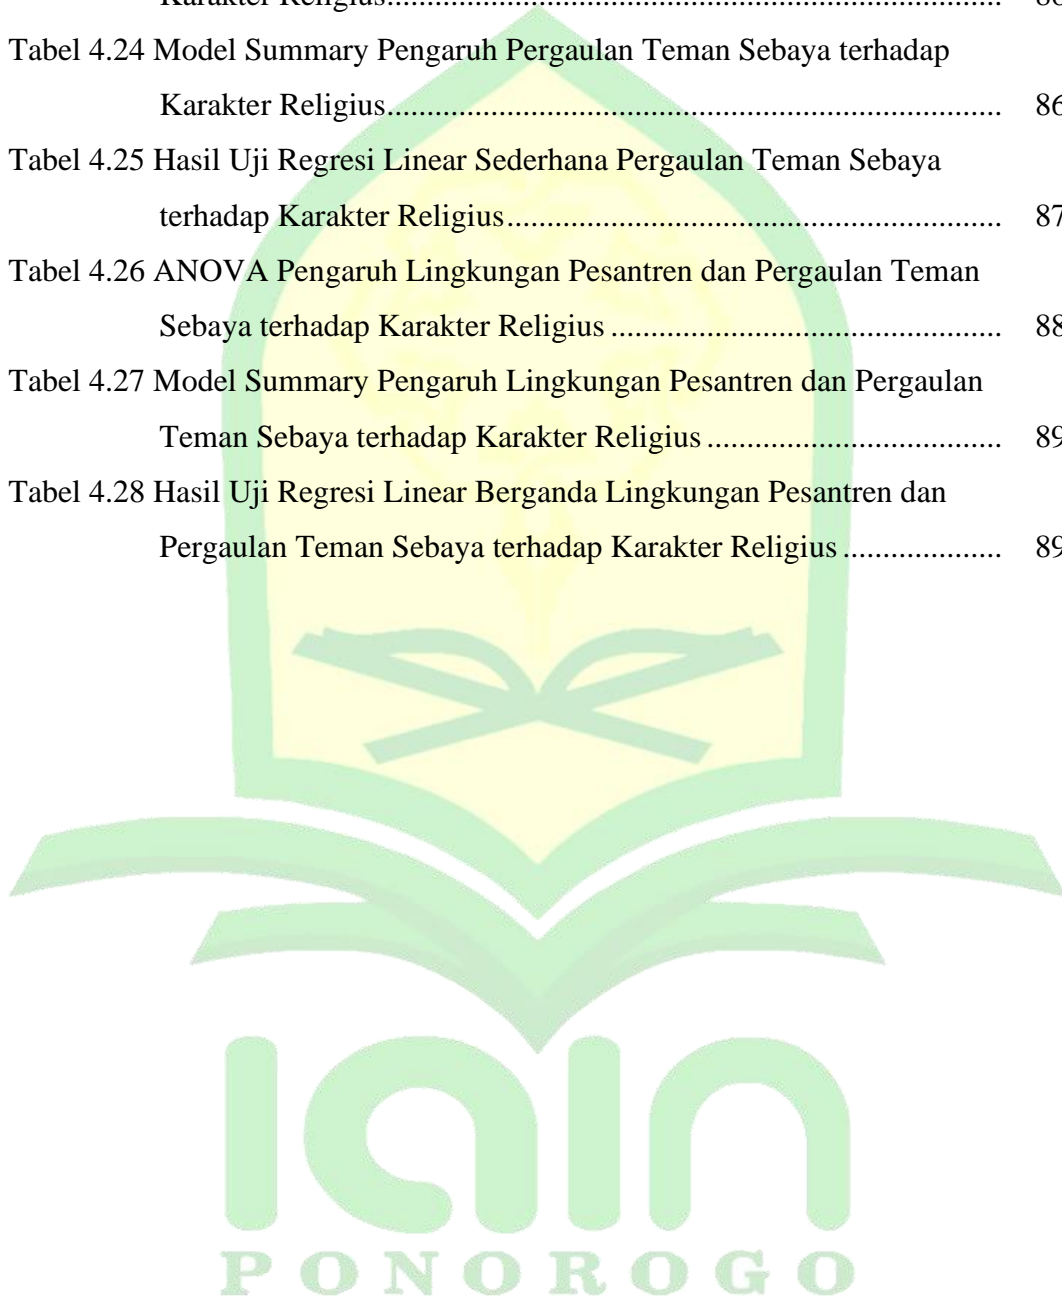 Karakter Religius............................................................................. 86
Tabel 4.24 Model Summary Pengaruh Pergaulan Teman Sebaya terhadap
Karakter Religius............................................................................. 86
Tabel 4.25 Hasil Uji Regresi Linear Sederhana Pergaulan Teman Sebaya
terhadap Karakter Religius.............................................................. 87
Tabel 4.26 ANOVA Pengaruh Lingkungan Pesantren dan Pergaulan Teman
Sebaya terhadap Karakter Religius ................................................. 88
Tabel 4.27 Model Summary Pengaruh Lingkungan Pesantren dan Pergaulan
Teman Sebaya terhadap Karakter Religius ..................................... 89
Tabel 4.28 Hasil Uji Regresi Linear Berganda Lingkungan Pesantren dan
Pergaulan Teman Sebaya terhadap Karakter Religius .................... 89
iain
PONOROGO